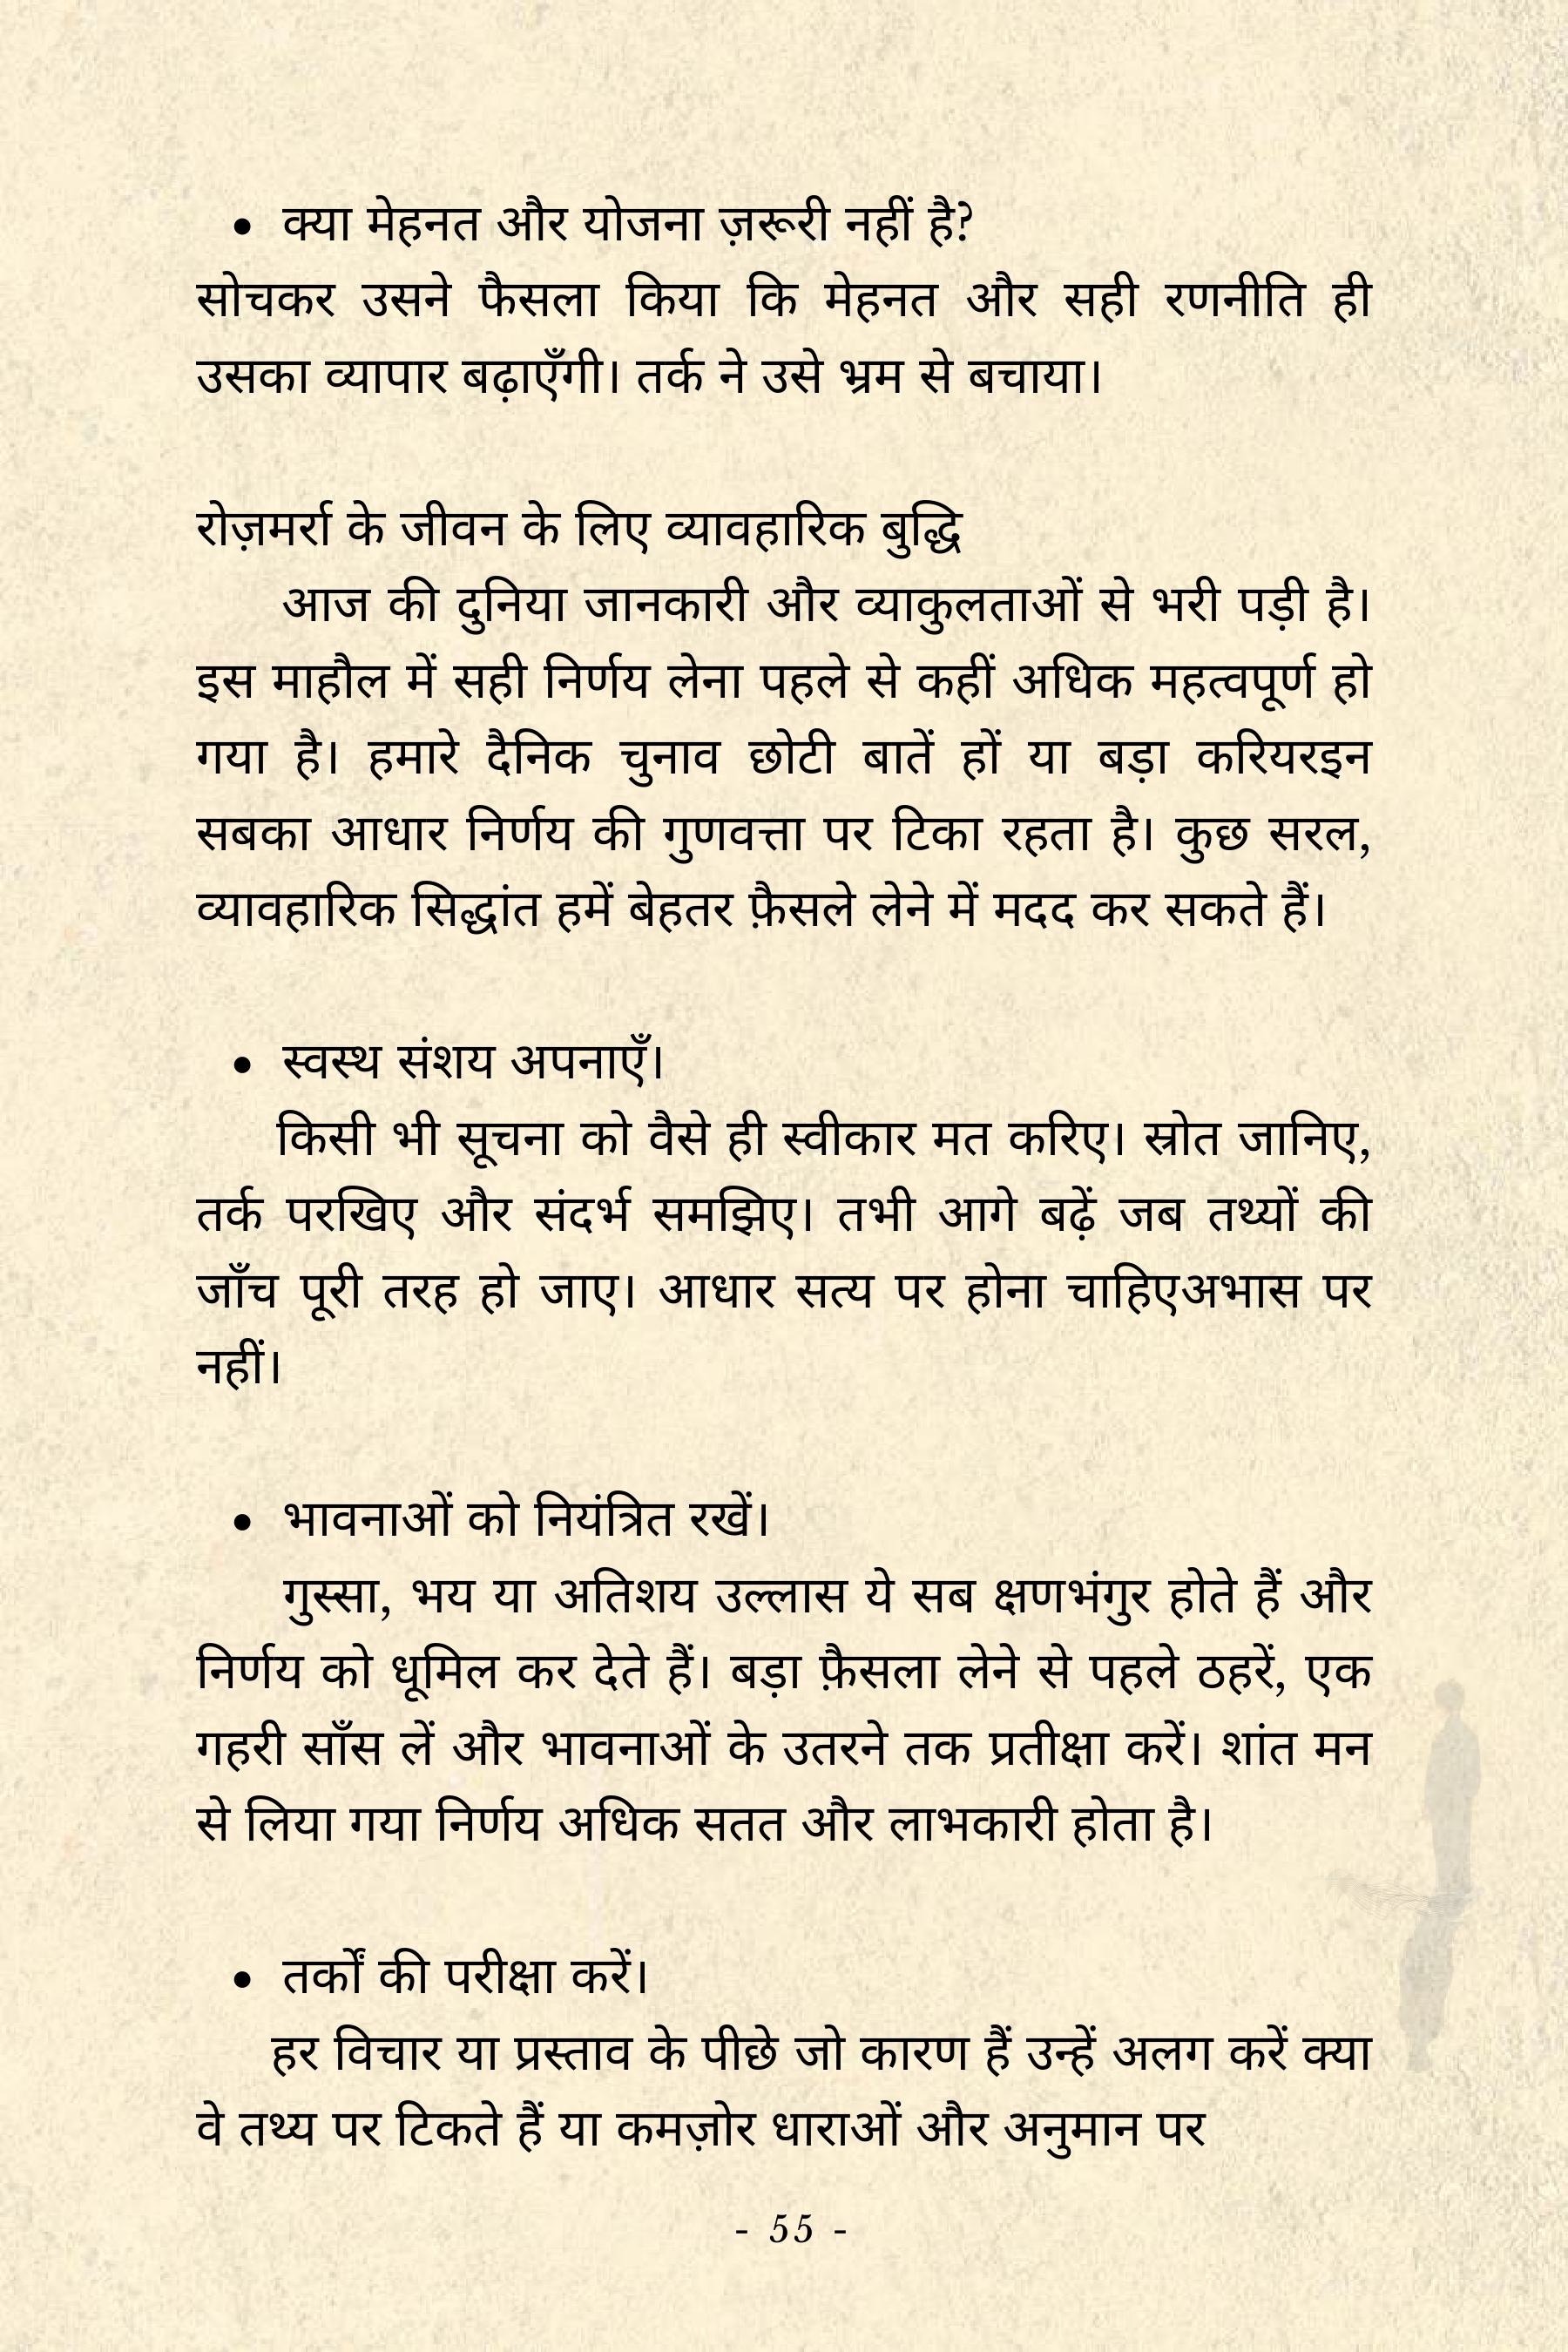 • क्या मेहनत और योजना ज़रूरी नहीं है?
सोचकर उसने फैसला किया कि मेहनत और सही रणनीति ही
उसका व्यापार बढ़ाएँगी। तर्क ने उसे भ्रम से बचाया।
रोज़मर्रा के जीवन के लिए व्यावहारिक बुद्धि
आज की दुनिया जानकारी और व्याकुलताओं से भरी पड़ी है।
इस माहौल में सही निर्णय लेना पहले से कहीं अधिक महत्वपूर्ण हो
गया है। हमारे दैनिक चुनाव छोटी बातें हों या बड़ा करियरइन
सबका आधार निर्णय की गुणवत्ता पर टिका रहता है। कुछ सरल,
व्यावहारिक सिद्धांत हमें बेहतर फ़ैसले लेने में मदद कर सकते हैं।
• स्वस्थ संशय अपनाएँ।
किसी भी सूचना को वैसे ही स्वीकार मत करिए। स्रोत जानिए,
तर्क परखिए और संदर्भ समझिए। तभी आगे बढ़ें जब तथ्यों की
जाँच पूरी तरह हो जाए। आधार सत्य पर होना चाहिएअभास पर
नहीं।
• भावनाओं को नियंत्रित रखें।
गुस्सा, भय या अतिशय उल्लास ये सब क्षणभंगुर होते हैं और
निर्णय को धूमिल कर देते हैं। बड़ा फ़ैसला लेने से पहले ठहरें, एक
गहरी साँस लें और भावनाओं के उतरने तक प्रतीक्षा करें। शांत मन
से लिया गया निर्णय अधिक सतत और लाभकारी होता है।
• तर्कों की परीक्षा करें।
हर विचार या प्रस्ताव के पीछे जो कारण हैं उन्हें अलग करें क्या
वे तथ्य पर टिकते हैं या कमज़ोर धाराओं और अनुमान पर
- 55 -